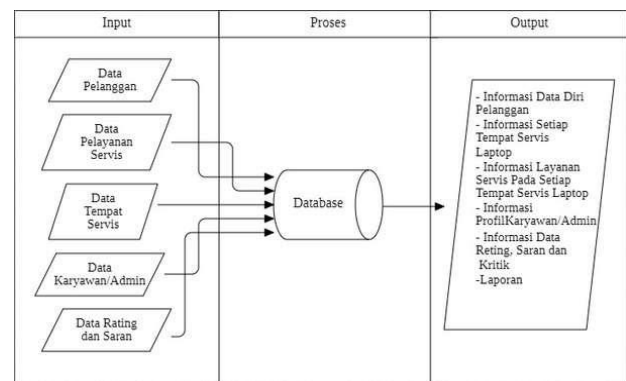 Input
Proses
Output
Data
Pelanggan
Data
Pelayanan
Servis
Data
Tempat
Servis
Data
Karyawan/Admin
Data Rating
dan Saran
Database
- Informasi Data Diri
Pelanggan
- Informasi Setiap
Tempat Servis
Laptop
- Informasi Layanan
Servis Pada Setiap
Tempat Servis Laptop
- Informasi
ProfilKaryawan/Admin
- Informasi Data
Reting, Saran dan
Kritik
-Laporan